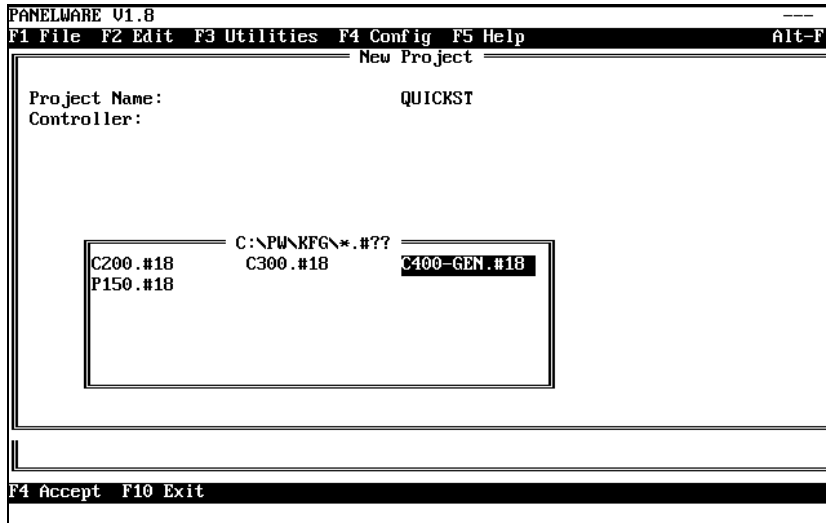 PANELWARE V1.8 ---
F1 File F2 Edit F3 Utilities F4 Config F5 Help Alt-F
New Project
Project Name: QUICKST
Controller:
C:\PW\KFG\*.#??
C200.#18 C300.#18 C400-GEN.#18
P150.#18
F4 Accept F10 Exit